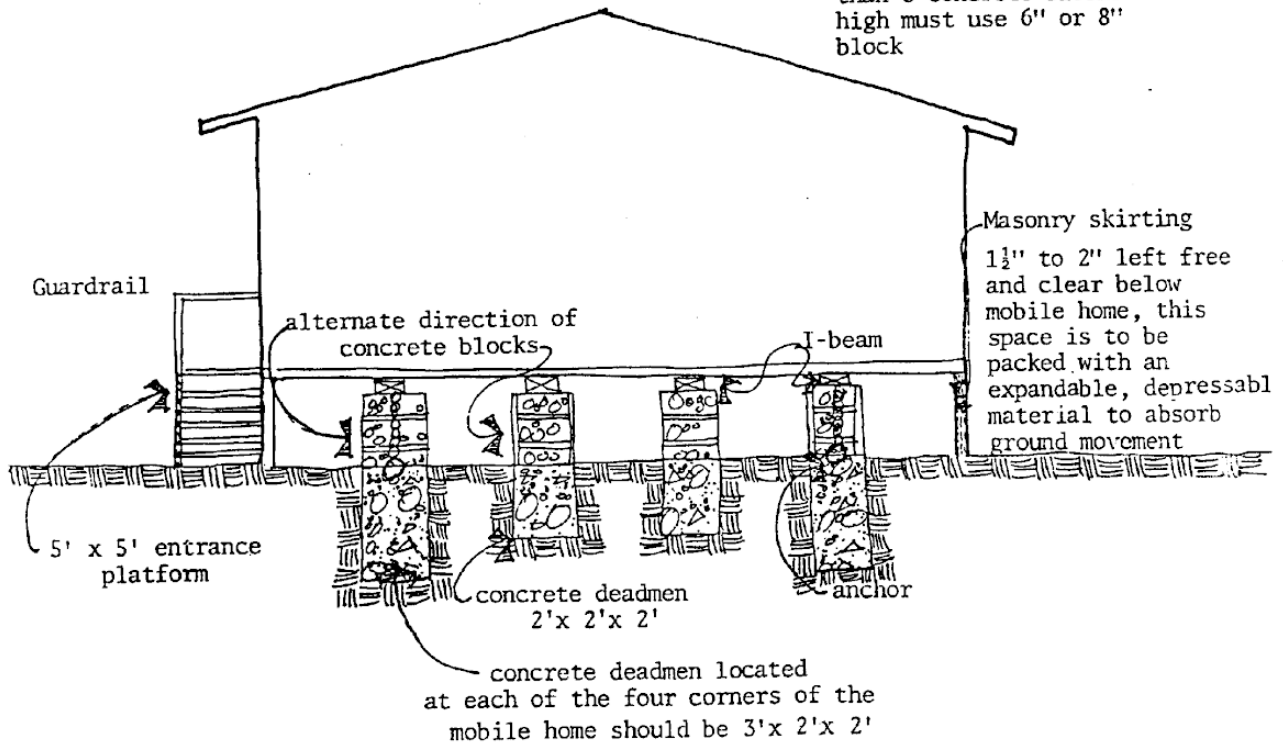 high must use 6" or 8"
block
Masonry skirting
1½" to 2" left free
and clear below
mobile home, this
space is to be
packed with an
expandable, depressabl
material to absorb
ground movement
Guardrail
alternate direction of
concrete blocks
I-beam
5' x 5' entrance
platform
concrete deadmen
2'x 2'x 2'
anchor
concrete deadmen located
at each of the four corners of the
mobile home should be 3'x 2'x 2'